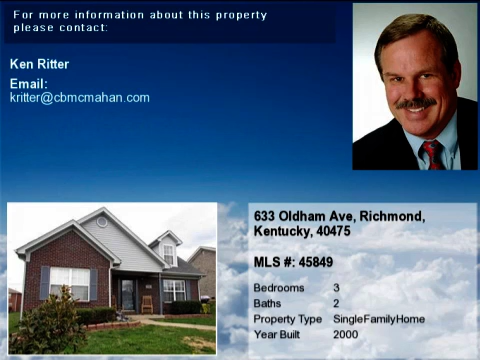 For more information about this property
please contact:
Ken Ritter
Email:
kritter@cbmcmahan.com
633 Oldham Ave, Richmond,
Kentucky, 40475
MLS #: 45849
Bedrooms 3
Baths 2
Property Type SingleFamilyHome
Year Built 2000